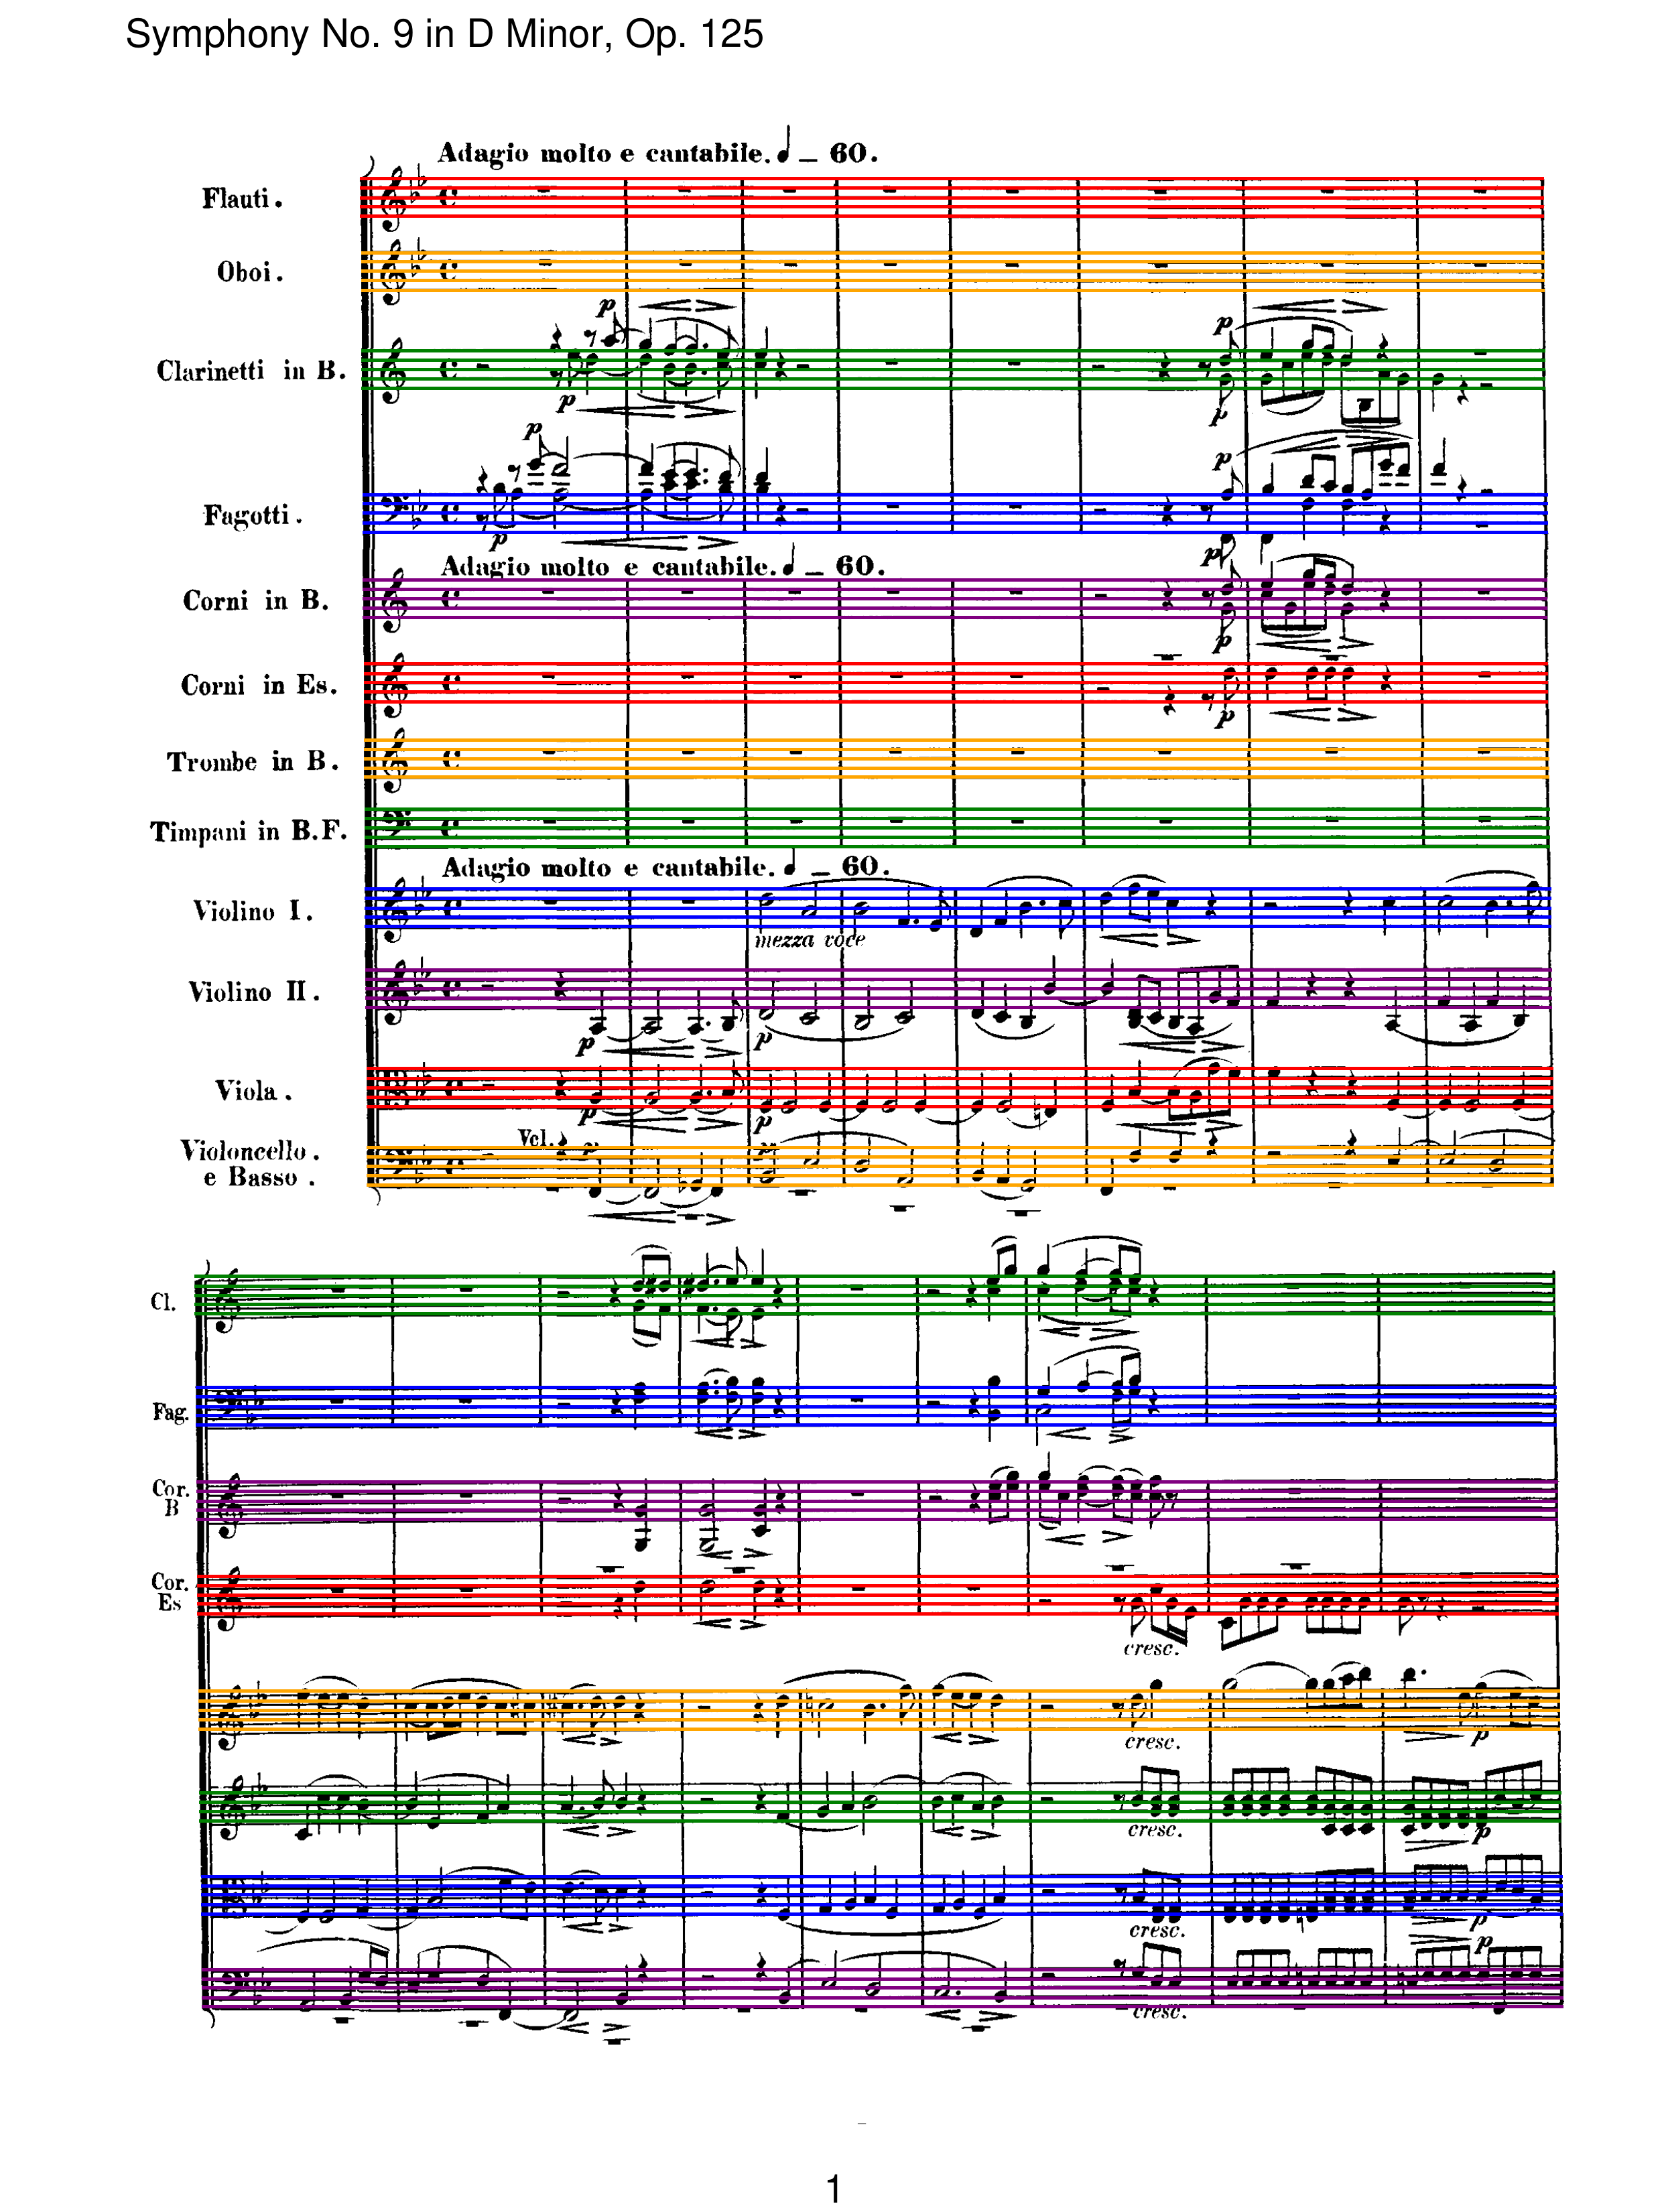 Symphony No. 9 in D Minor, Op. 125
Adagio molto e cantabile. ♩ = 60.
Flauti.
Oboi.
p
Clarinetti in B.
p
p
p
p
Fagotti.
p
p
p
Adagio molto e cantabile. ♩ = 60.
Corni in B.
p
Corni in Es.
p
Trombe in B.
Timpani in B.F.
Adagio molto e cantabile. ♩ = 60.
Violino I.
mezza voce
Violino II.
p
p
Viola.
p
p
Violoncello.
e Basso.
Vcl.
Cl.
Fag.
Cor.
B
Cor.
Es
cresc.
cresc.
p
cresc.
p
cresc.
p
p
cresc.
1